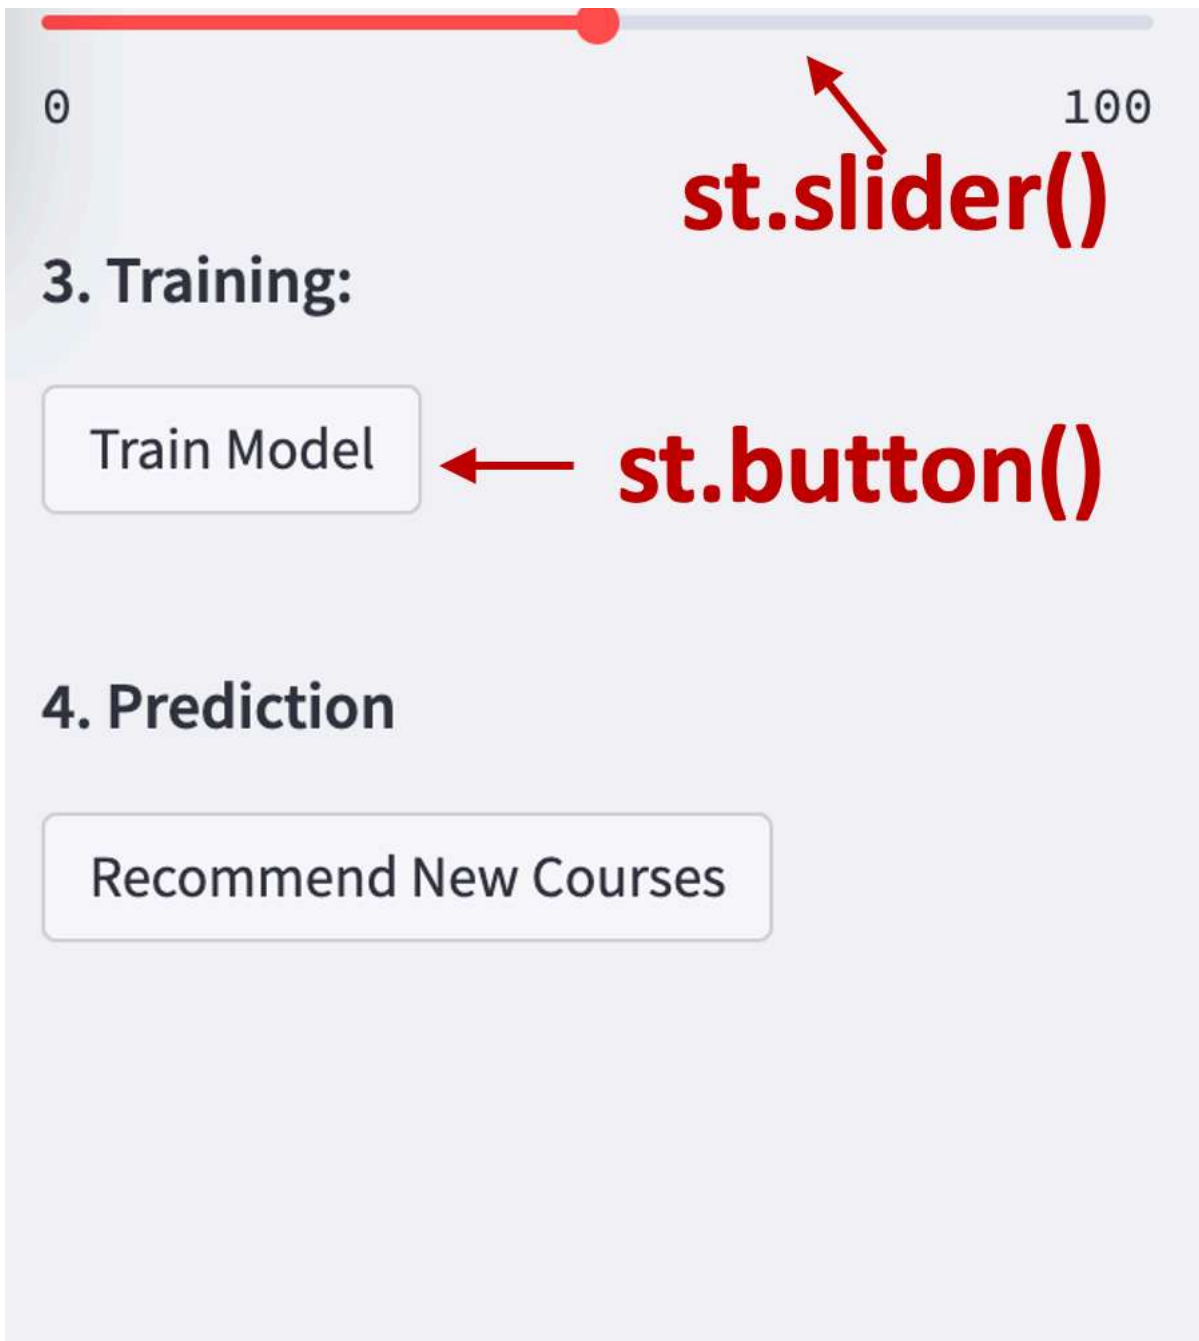 0 100
st.slider()
3. Training:
Train Model
st.button()
4. Prediction
Recommend New Courses